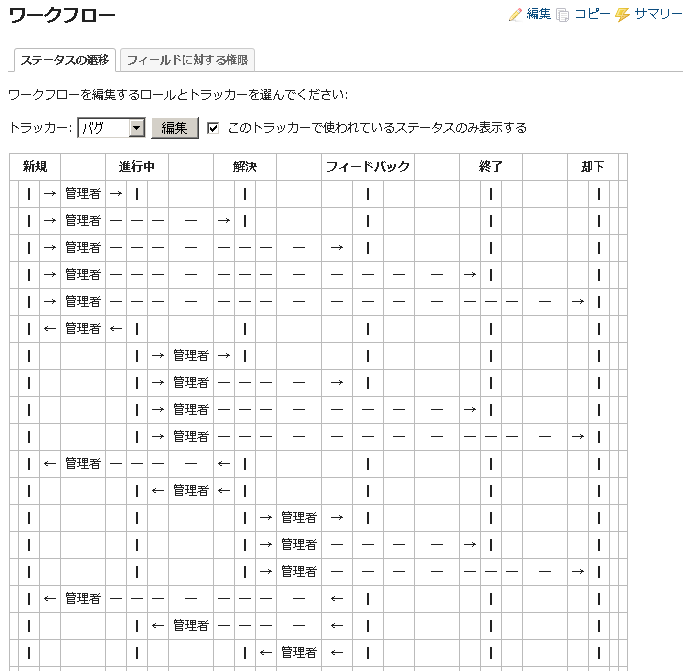 ワークフロー 編集 コピー サマリー
ステータスの遷移 フィールドに対する権限
ワークフローを編集するロールとトラッカーを選んでください:
トラッカー: バグ 編集 このトラッカーで使われているステータスのみ表示する
新規 進行中 解決 フィードバック 終了 却下
| → 管理者 → | | | | |
| → 管理者 — — — — → | | | |
| → 管理者 — — — — — — — — → | | |
| → 管理者 — — — — — — — — — — — — → | |
| → 管理者 — — — — — — — — — — — — — — — — → |
| ← 管理者 ← | | | | |
| | → 管理者 → | | | |
| | → 管理者 — — — — → | | |
| | → 管理者 — — — — — — — — → | |
| | → 管理者 — — — — — — — — — — — — → |
| ← 管理者 — — — — ← | | | |
| | ← 管理者 ← | | | |
| | | → 管理者 → | | |
| | | → 管理者 — — — — → | |
| | | → 管理者 — — — — — — — — → |
| ← 管理者 — — — — — — — — ← | | |
| | ← 管理者 — — — — ← | | |
| | | ← 管理者 ← | | |